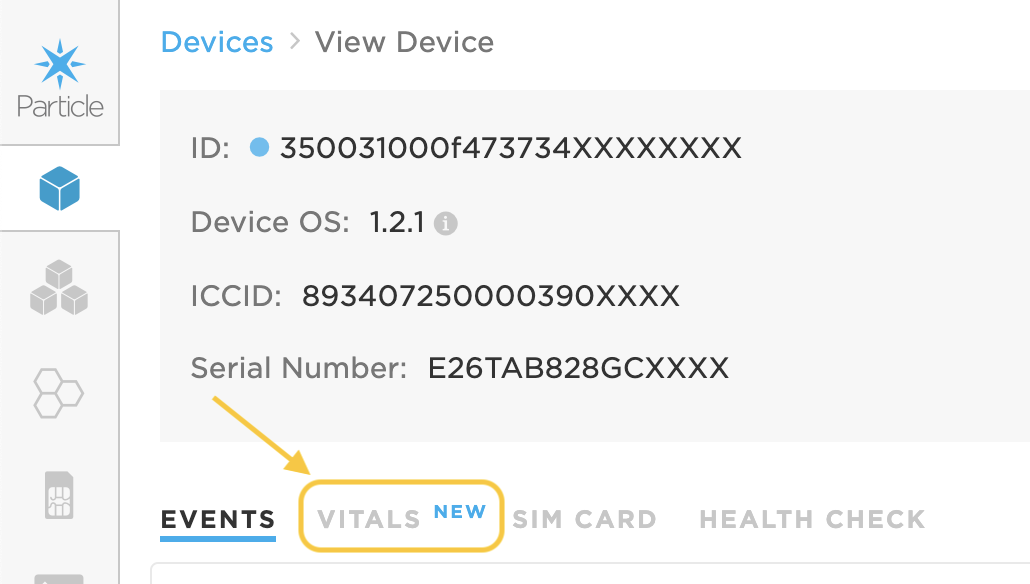 Particle
Devices > View Device
ID: 350031000f473734XXXXXXXX
Device OS: 1.2.1 i
ICCID: 893407250000390XXXX
Serial Number: E26TAB828GCXXXX
EVENTS VITALS NEW SIM CARD HEALTH CHECK